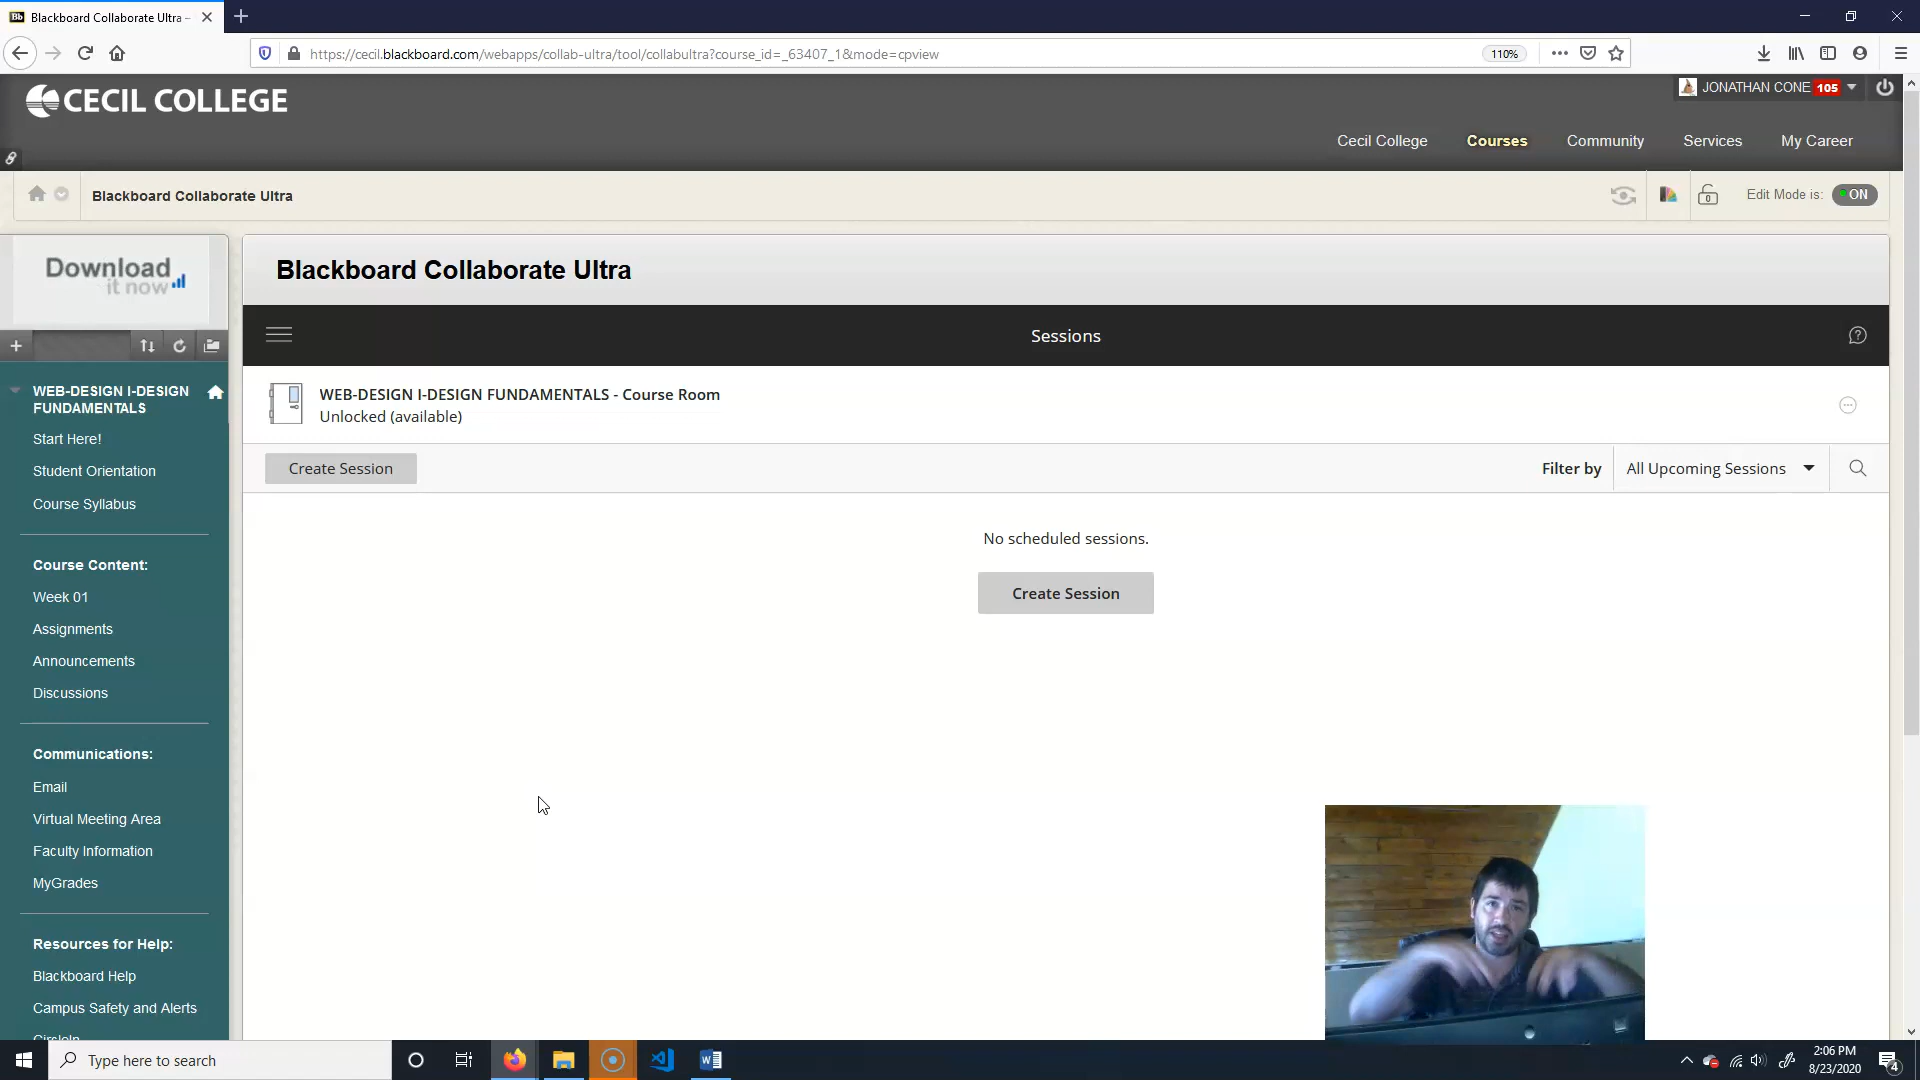 Blackboard Collaborate Ultra –
https://cecil.blackboard.com/webapps/collab-ultra/tool/collabultra?course_id=_63407_1&mode=cpview
110%
CECIL COLLEGE
JONATHAN CONE 105
Cecil College
Courses
Community
Services
My Career
Blackboard Collaborate Ultra
Edit Mode is:
ON
Download
it now
Blackboard Collaborate Ultra
Sessions
WEB-DESIGN I-DESIGN
FUNDAMENTALS
Start Here!
Student Orientation
Course Syllabus
Course Content:
Week 01
Assignments
Announcements
Discussions
Communications:
Email
Virtual Meeting Area
Faculty Information
MyGrades
Resources for Help:
Blackboard Help
Campus Safety and Alerts
WEB-DESIGN I-DESIGN FUNDAMENTALS - Course Room
Unlocked (available)
Create Session
Filter by
All Upcoming Sessions
No scheduled sessions.
Create Session
Type here to search
2:06 PM
8/23/2020
4